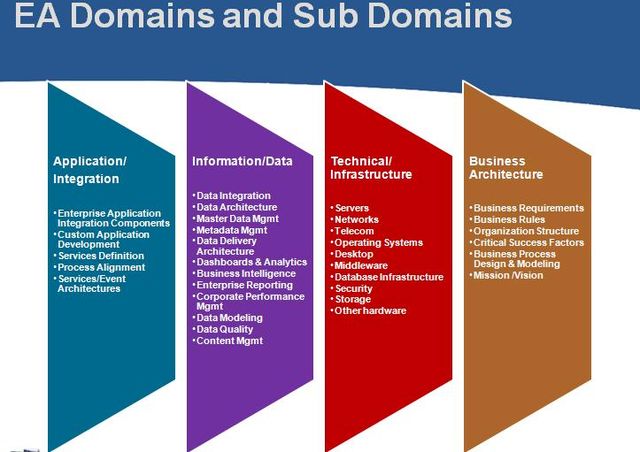 EA Domains and Sub Domains
Application/
Integration
•Enterprise Application
Integration Components
•Custom Application
Development
•Services Definition
•Process Alignment
•Services/Event
Architectures
Information/Data
•Data Integration
•Data Architecture
•Master Data Mgmt
•Metadata Mgmt
•Data Delivery
Architecture
•Dashboards & Analytics
•Business Intelligence
•Enterprise Reporting
•Corporate Performance
Mgmt
•Data Modeling
•Data Quality
•Content Mgmt
Technical/
Infrastructure
•Servers
•Networks
•Telecom
•Operating Systems
•Desktop
•Middleware
•Database Infrastructure
•Security
•Storage
•Other hardware
Business
Architecture
•Business Requirements
•Business Rules
•Organization Structure
•Critical Success Factors
•Business Process
Design & Modeling
•Mission /Vision